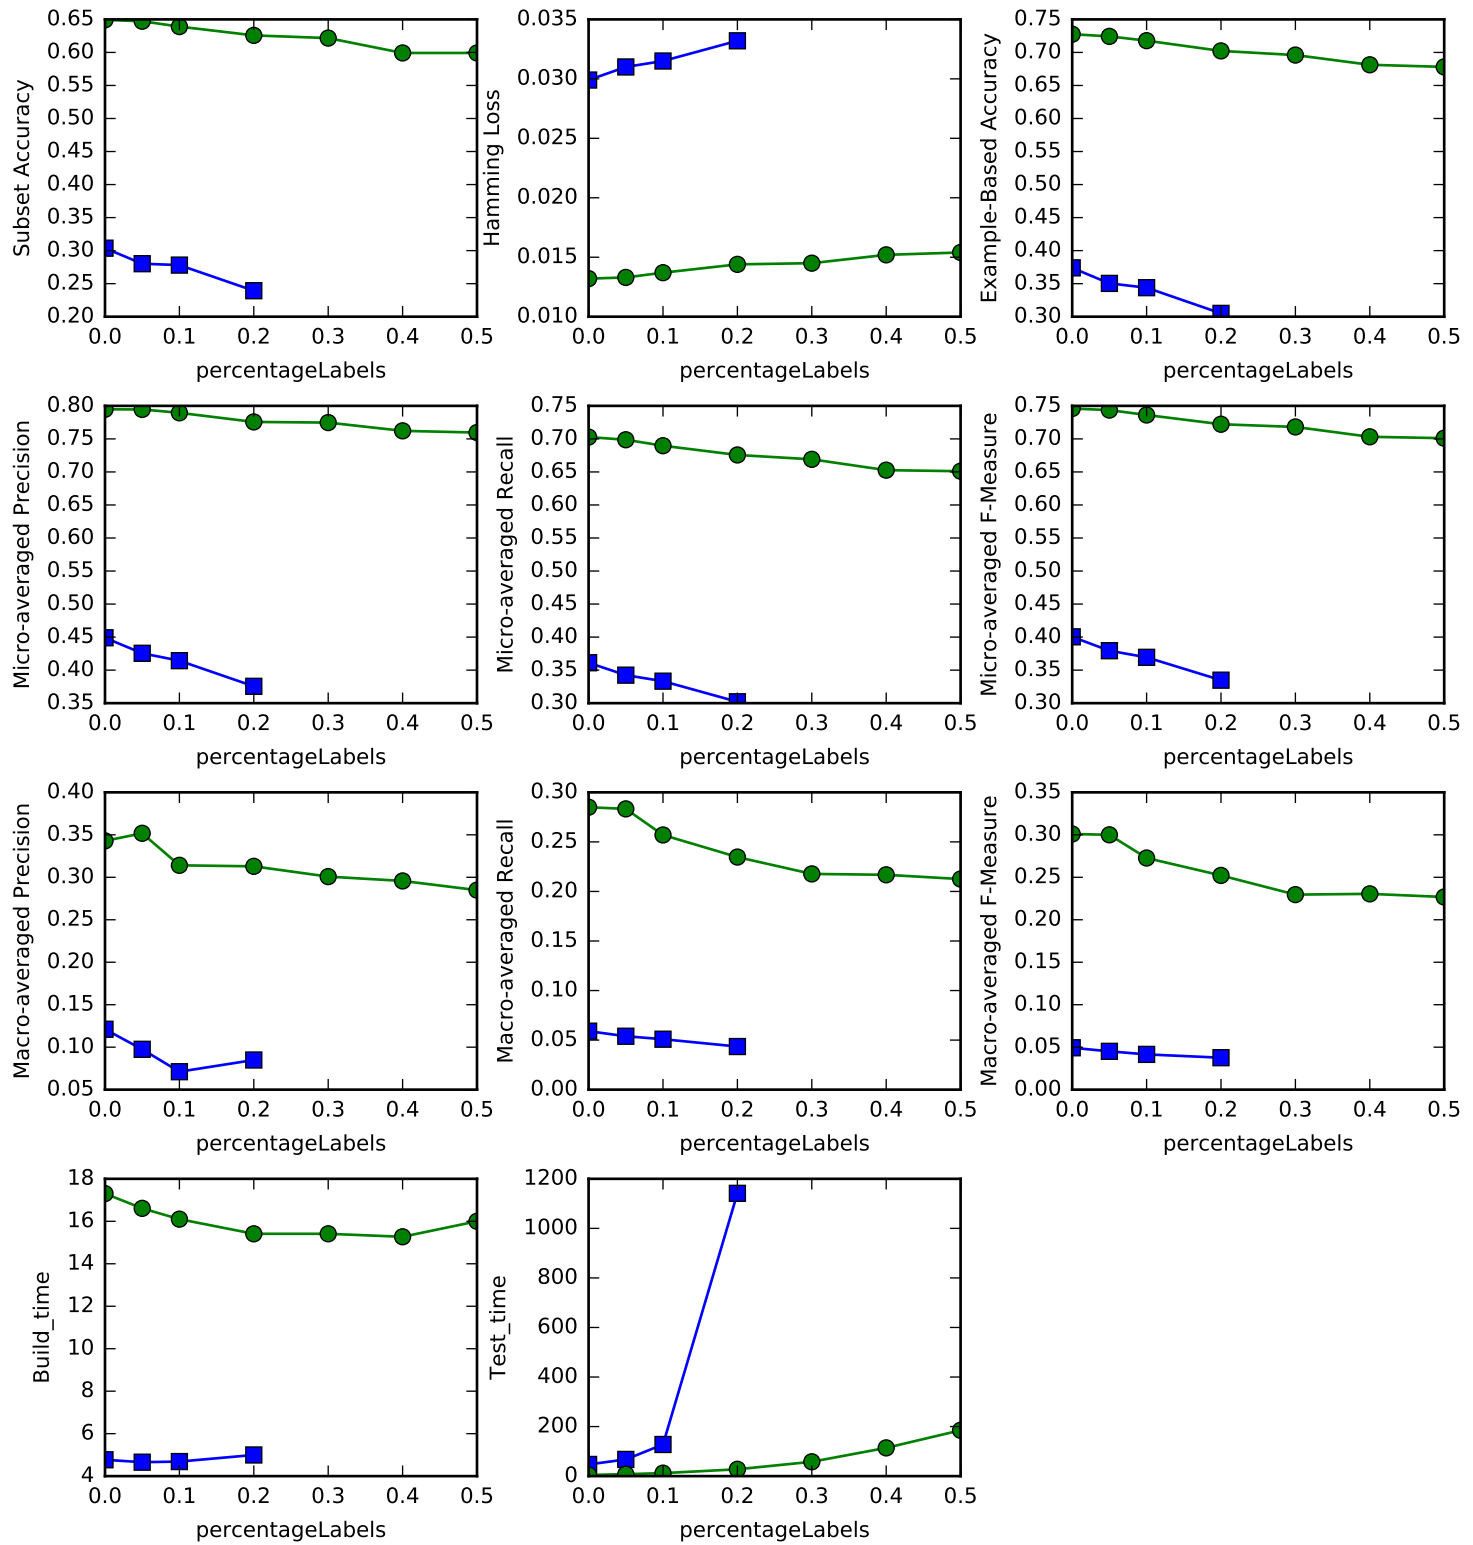 0.65
0.60
0.55
0.50
0.45
0.40
0.35
0.30
0.25
0.20
Subset Accuracy
0.0 0.1 0.2 0.3 0.4 0.5
percentageLabels
0.035
0.030
0.025
0.020
0.015
0.010
Hamming Loss
0.0 0.1 0.2 0.3 0.4 0.5
percentageLabels
0.75
0.70
0.65
0.60
0.55
0.50
0.45
0.40
0.35
0.30
Example-Based Accuracy
0.0 0.1 0.2 0.3 0.4 0.5
percentageLabels
0.80
0.75
0.70
0.65
0.60
0.55
0.50
0.45
0.40
0.35
Micro-averaged Precision
0.0 0.1 0.2 0.3 0.4 0.5
percentageLabels
0.75
0.70
0.65
0.60
0.55
0.50
0.45
0.40
0.35
0.30
Micro-averaged Recall
0.0 0.1 0.2 0.3 0.4 0.5
percentageLabels
0.75
0.70
0.65
0.60
0.55
0.50
0.45
0.40
0.35
0.30
Micro-averaged F-Measure
0.0 0.1 0.2 0.3 0.4 0.5
percentageLabels
0.40
0.35
0.30
0.25
0.20
0.15
0.10
0.05
Macro-averaged Precision
0.0 0.1 0.2 0.3 0.4 0.5
percentageLabels
0.30
0.25
0.20
0.15
0.10
0.05
0.00
Macro-averaged Recall
0.0 0.1 0.2 0.3 0.4 0.5
percentageLabels
0.35
0.30
0.25
0.20
0.15
0.10
0.05
0.00
Macro-averaged F-Measure
0.0 0.1 0.2 0.3 0.4 0.5
percentageLabels
18
16
14
12
10
8
6
4
Build_time
0.0 0.1 0.2 0.3 0.4 0.5
percentageLabels
1200
1000
800
600
400
200
0
Test_time
0.0 0.1 0.2 0.3 0.4 0.5
percentageLabels